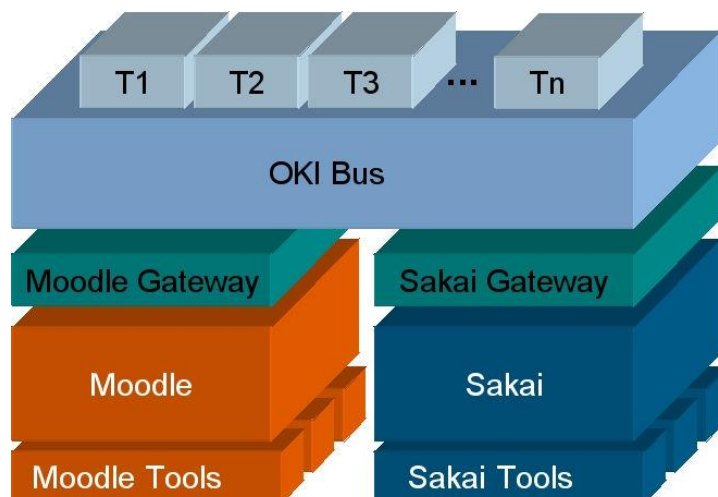 T1 T2 T3 ... Tn
OKI Bus
Moodle Gateway Sakai Gateway
Moodle Sakai
Moodle Tools Sakai Tools